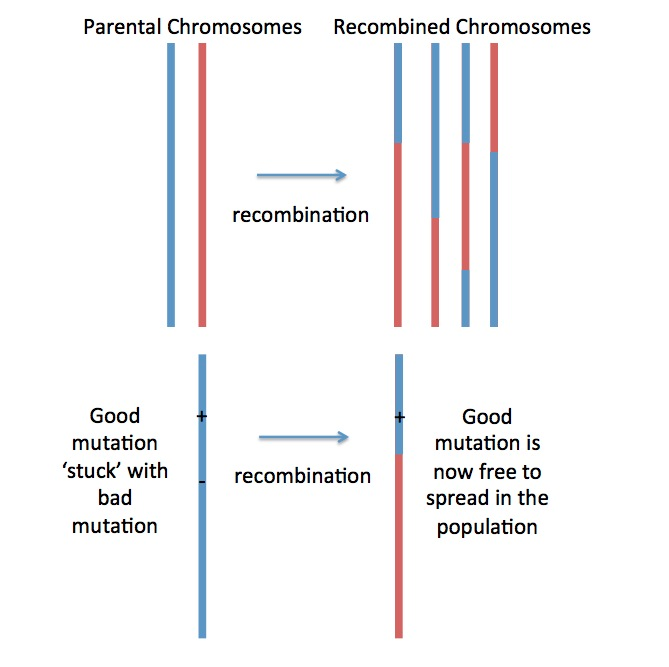 Parental Chromosomes
Recombined Chromosomes
recombination
Good
mutation
‘stuck’ with
bad
mutation
+
-
recombination
+
Good
mutation is
now free to
spread in the
population